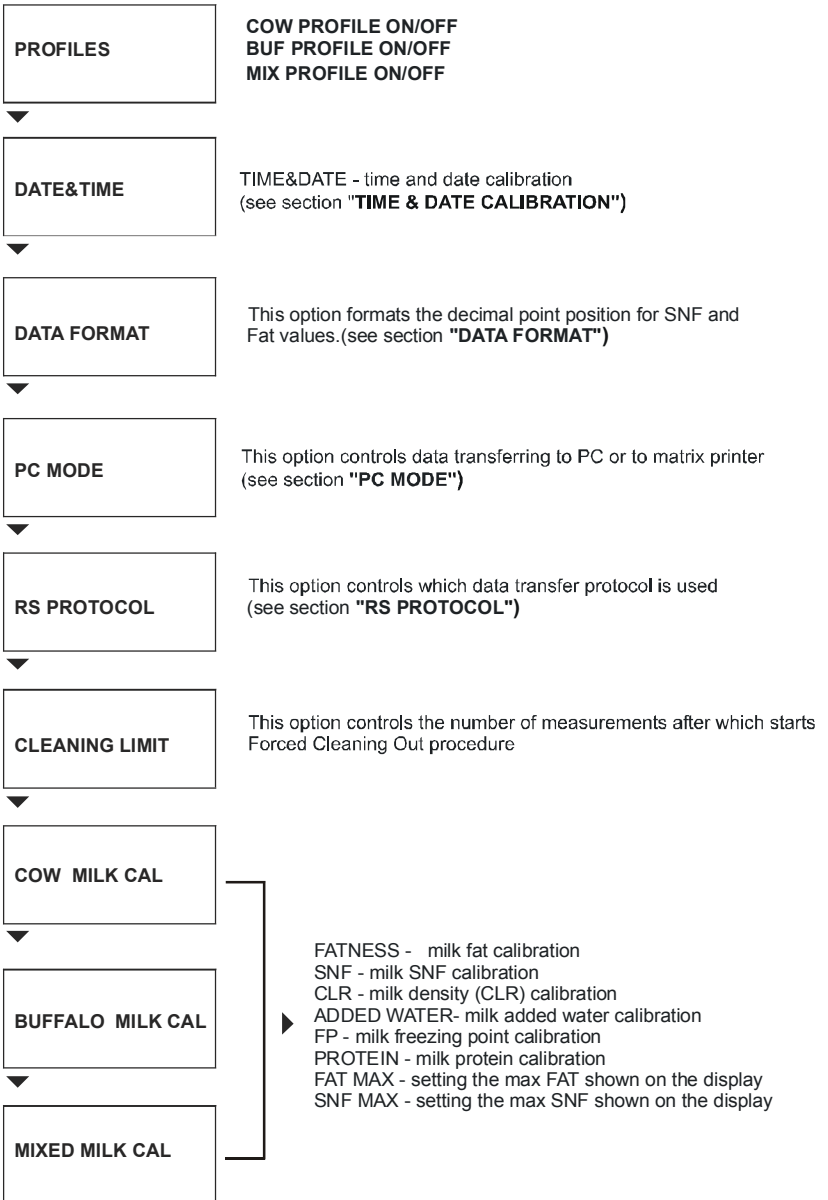 PROFILES
COW PROFILE ON/OFF
BUF PROFILE ON/OFF
MIX PROFILE ON/OFF
DATE&TIME
TIME&DATE - time and date calibration
(see section "TIME & DATE CALIBRATION")
DATA FORMAT
This option formats the decimal point position for SNF and
Fat values.(see section "DATA FORMAT")
PC MODE
This option controls data transferring to PC or to matrix printer
(see section "PC MODE")
RS PROTOCOL
This option controls which data transfer protocol is used
(see section "RS PROTOCOL")
CLEANING LIMIT
This option controls the number of measurements after which starts
Forced Cleaning Out procedure
COW MILK CAL
BUFFALO MILK CAL
MIXED MILK CAL
FATNESS - milk fat calibration
SNF - milk SNF calibration
CLR - milk density (CLR) calibration
ADDED WATER- milk added water calibration
FP - milk freezing point calibration
PROTEIN - milk protein calibration
FAT MAX - setting the max FAT shown on the display
SNF MAX - setting the max SNF shown on the display